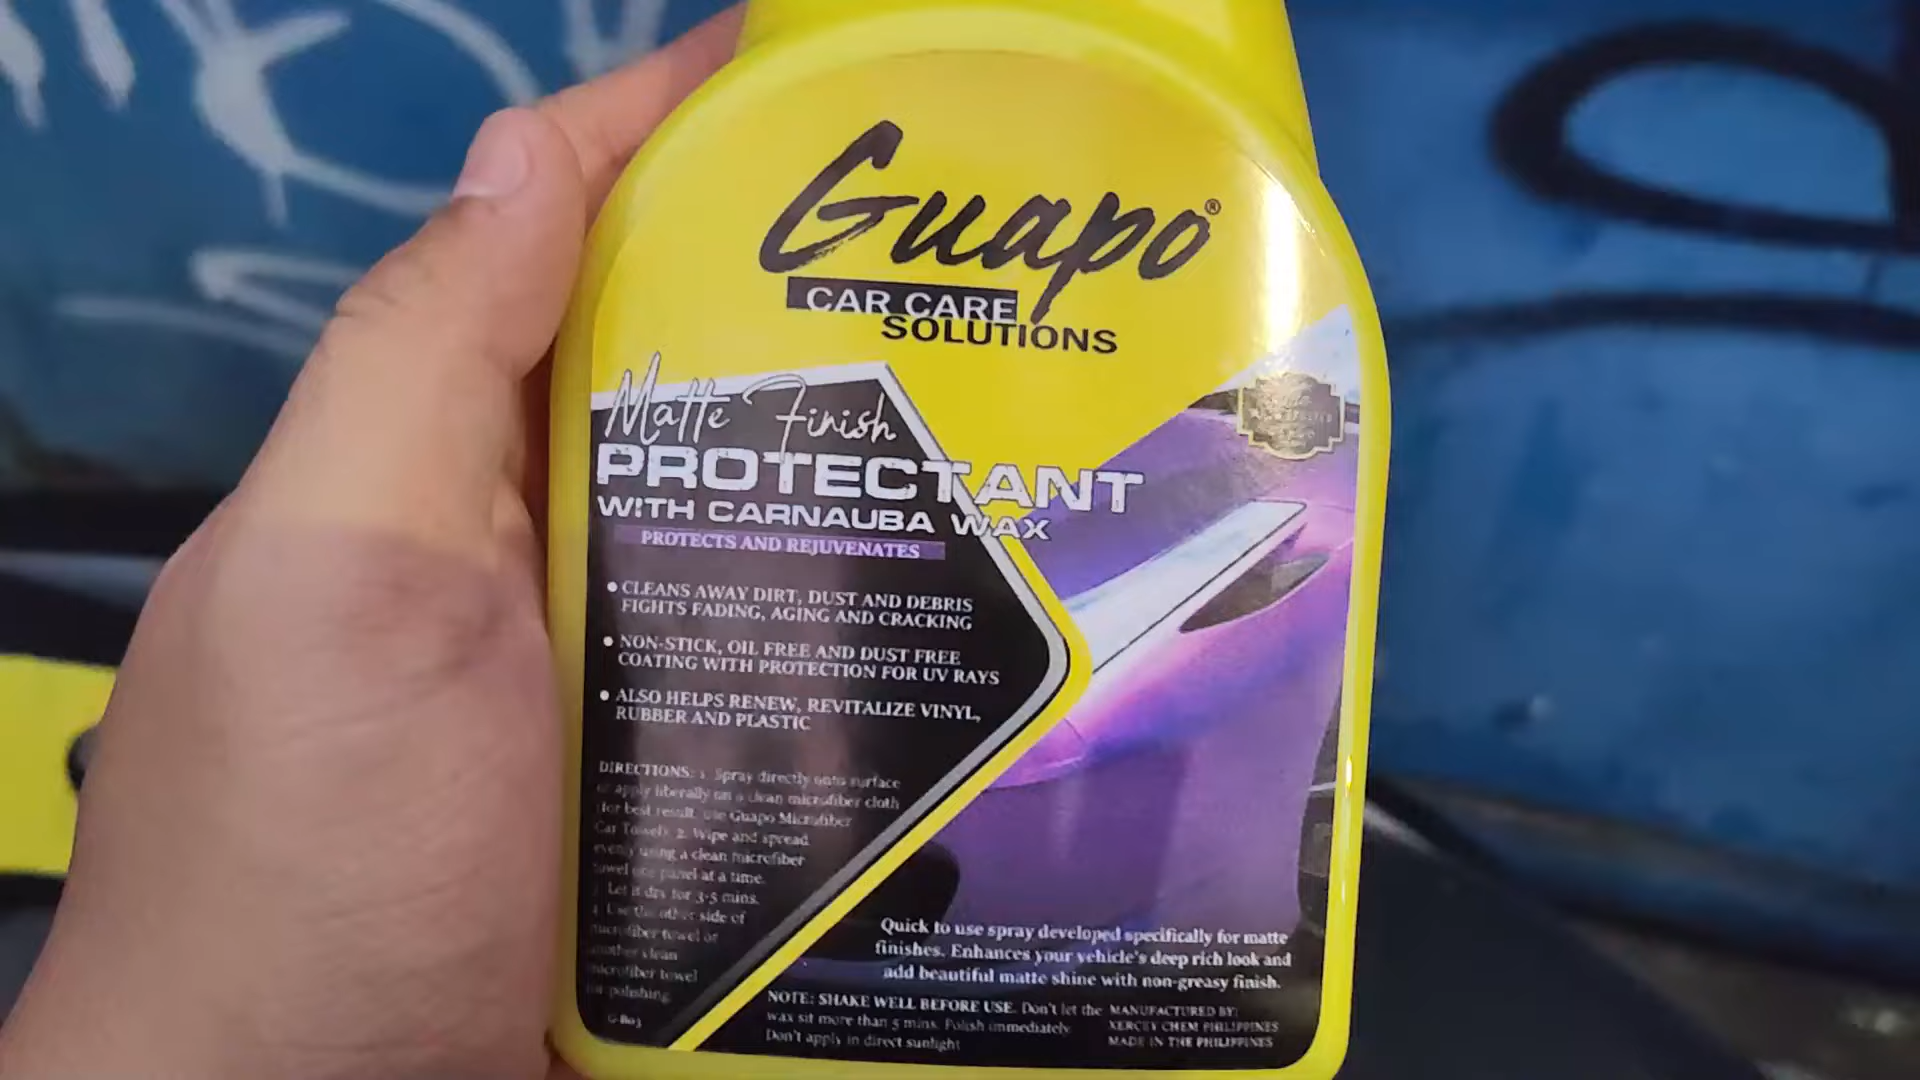 Guapo®
CAR CARE
SOLUTIONS
Matte Finish
PROTECTANT
WITH CARNAUBA WAX
PROTECTS AND REJUVENATES
● CLEANS AWAY DIRT, DUST AND DEBRIS
FIGHTS FADING, AGING AND CRACKING
● NON-STICK, OIL FREE AND DUST FREE
COATING WITH PROTECTION FOR UV RAYS
● ALSO HELPS RENEW, REVITALIZE VINYL,
RUBBER AND PLASTIC
DIRECTIONS: 1. Spray directly onto surface
or apply liberally on a clean microfiber cloth
(for best result, use Guapo Microfiber
Car Towel). 2. Wipe and spread
evenly using a clean microfiber
towel one panel at a time.
3. Let it dry for 3-5 mins.
4. Use the other side of
microfiber towel or
another clean
microfiber towel
for polishing.
Quick to use spray developed specifically for matte
finishes. Enhances your vehicle's deep rich look and
add beautiful matte shine with non-greasy finish.
NOTE: SHAKE WELL BEFORE USE. Don't let the
wax sit more than 5 mins. Polish immediately
Don't apply in direct sunlight
MANUFACTURED BY:
XERCEY CHEM PHILIPPINES
MADE IN THE PHILIPPINES